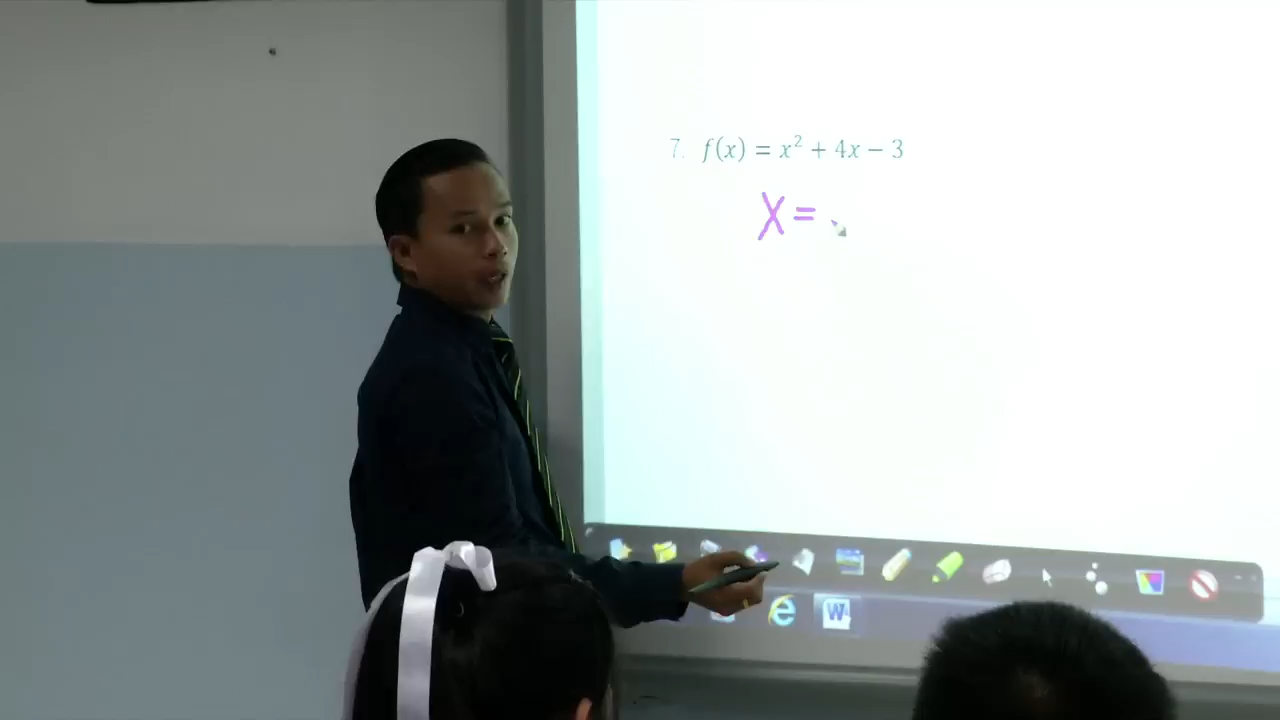 7. f(x) = x² + 4x − 3
X =
W